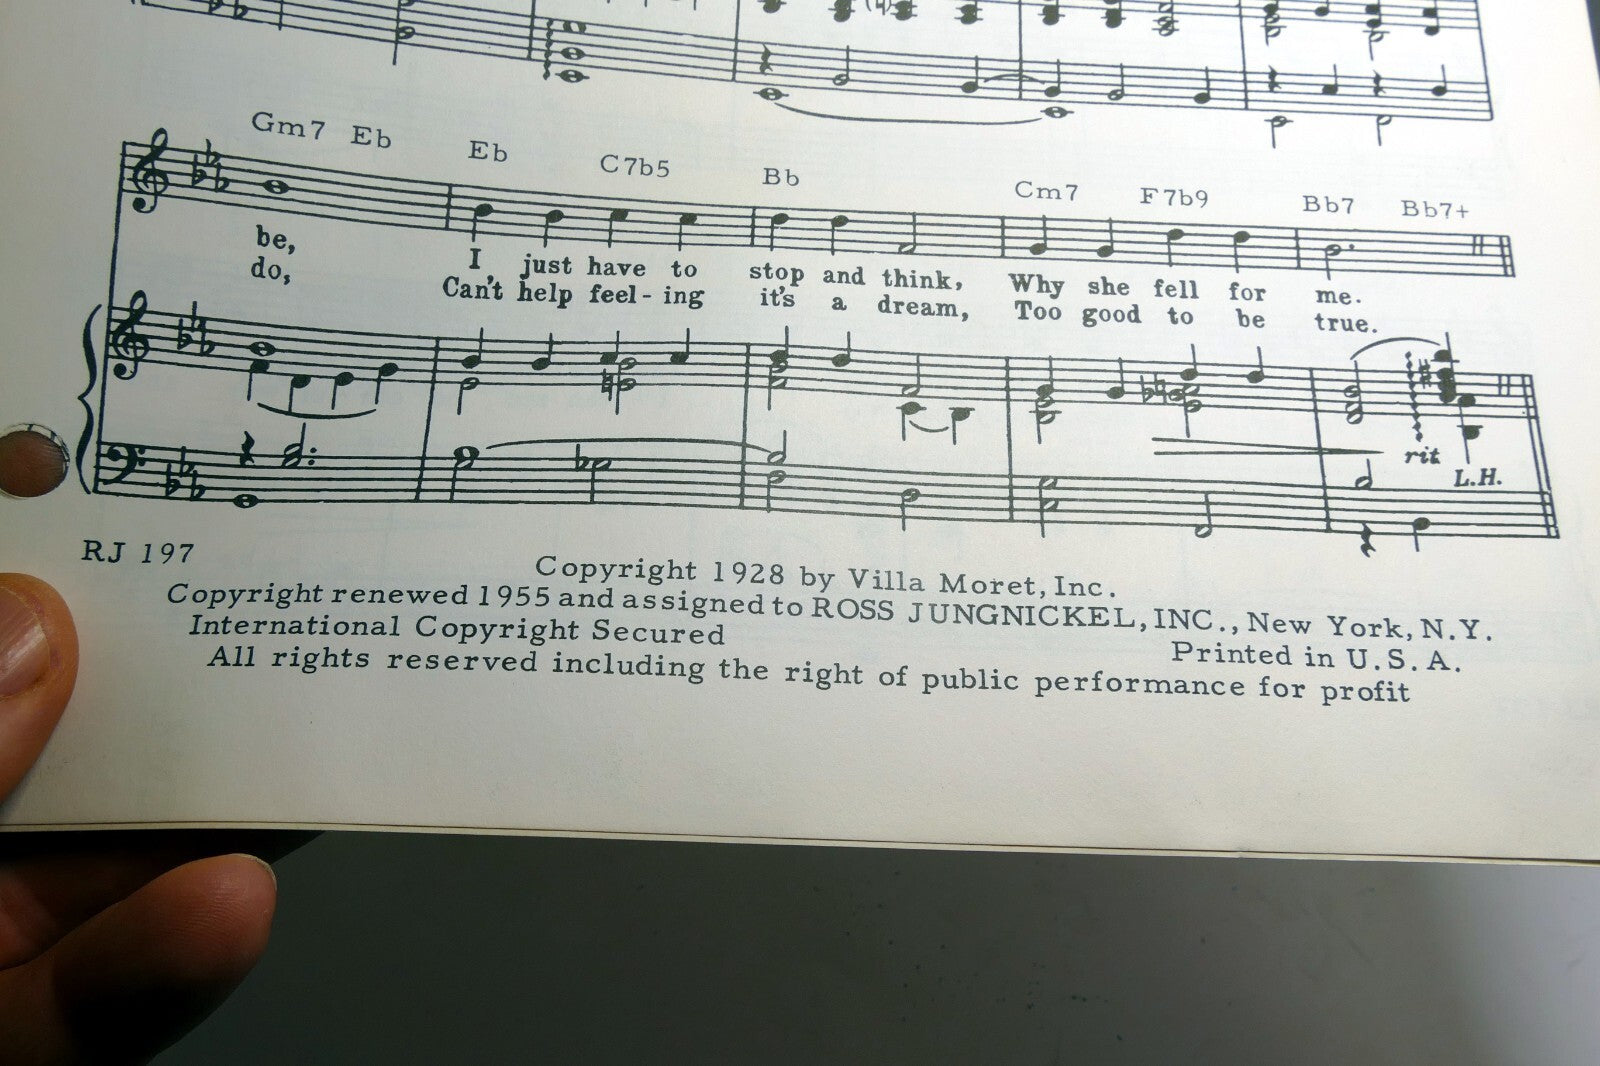 Gm7 Eb Eb C7b5 Bb Cm7 F7b9 Bb7 Bb7+
be, I just have to stop and think, Why she fell for me.
do, Can't help feel - ing it's a dream, Too good to be true.
rit
L.H.
RJ 197
Copyright 1928 by Villa Moret, Inc.
Copyright renewed 1955 and assigned to ROSS JUNGNICKEL, INC., New York, N.Y.
International Copyright Secured Printed in U.S.A.
All rights reserved including the right of public performance for profit